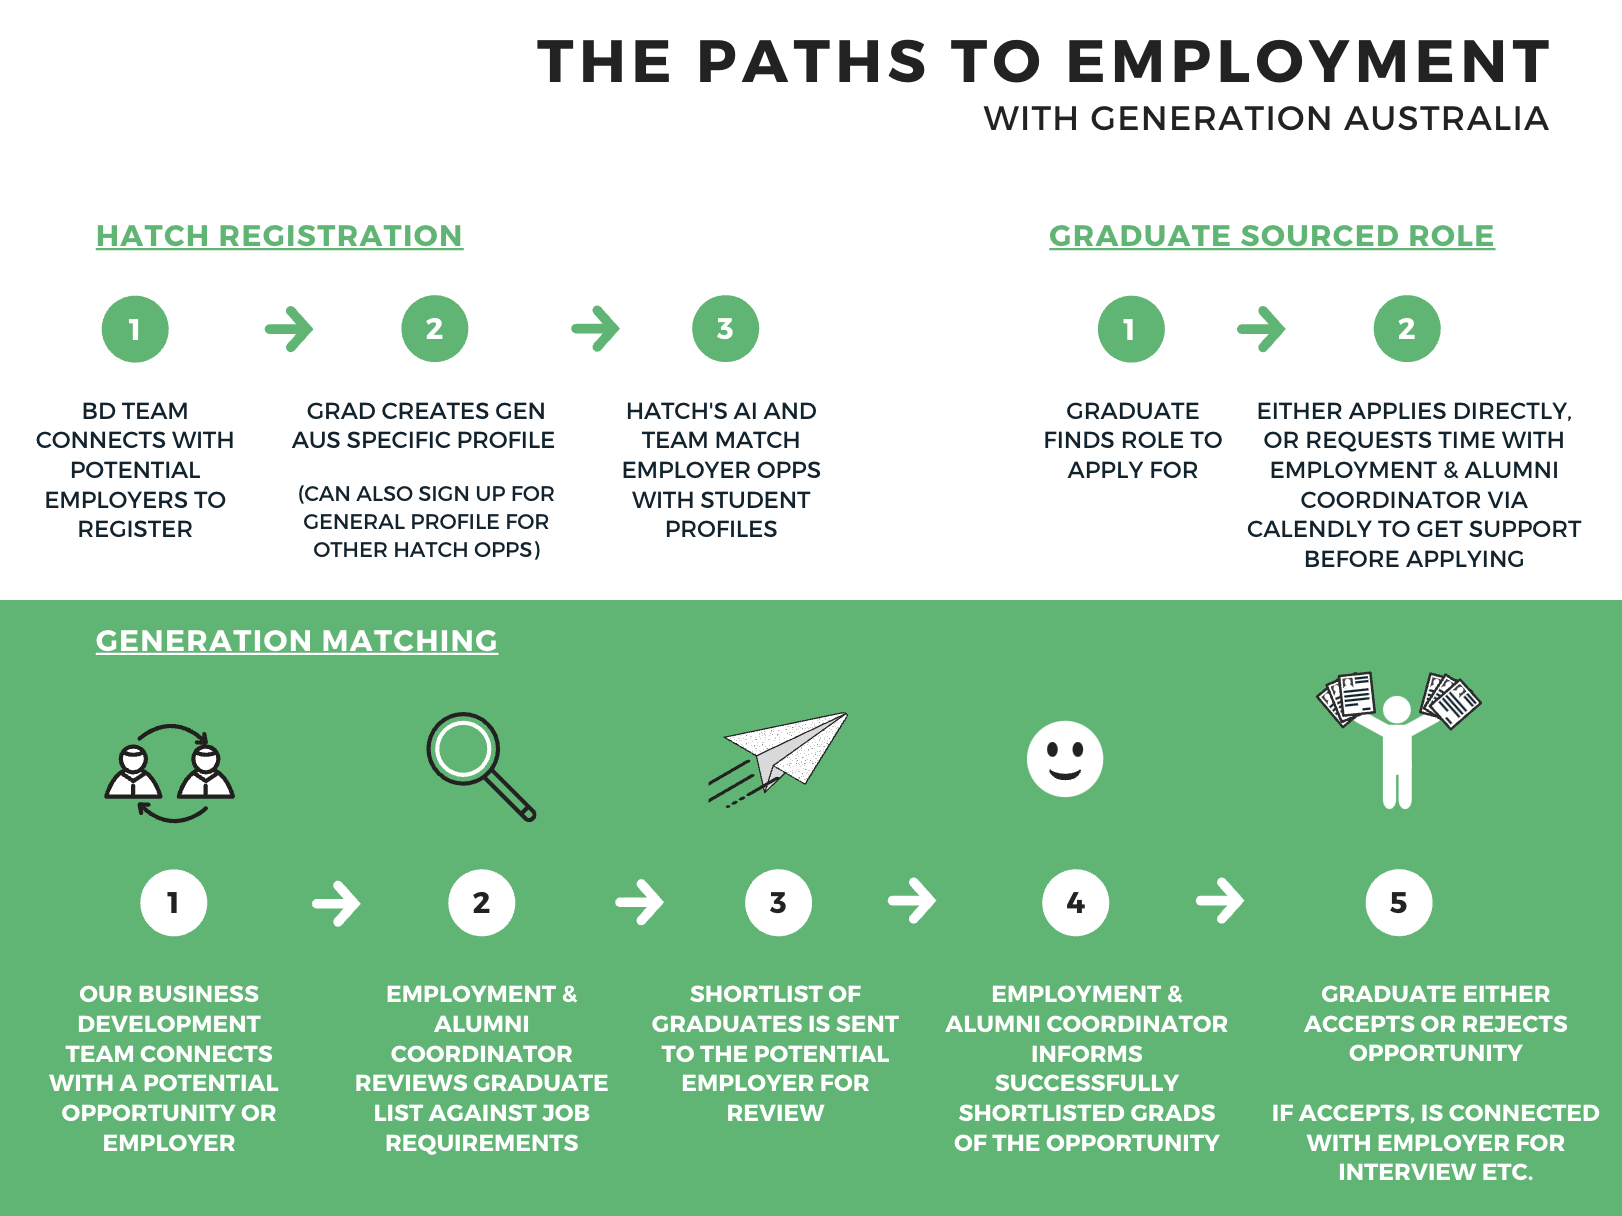 THE PATHS TO EMPLOYMENT
WITH GENERATION AUSTRALIA
HATCH REGISTRATION
1
BD TEAM
CONNECTS WITH
POTENTIAL
EMPLOYERS TO
REGISTER
2
GRAD CREATES GEN
AUS SPECIFIC PROFILE
(CAN ALSO SIGN UP FOR
GENERAL PROFILE FOR
OTHER HATCH OPPS)
3
HATCH'S AI AND
TEAM MATCH
EMPLOYER OPPS
WITH STUDENT
PROFILES
GRADUATE SOURCED ROLE
1
GRADUATE
FINDS ROLE TO
APPLY FOR
2
EITHER APPLIES DIRECTLY,
OR REQUESTS TIME WITH
EMPLOYMENT & ALUMNI
COORDINATOR VIA
CALENDLY TO GET SUPPORT
BEFORE APPLYING
GENERATION MATCHING
1
OUR BUSINESS
DEVELOPMENT
TEAM CONNECTS
WITH A POTENTIAL
OPPORTUNITY OR
EMPLOYER
2
EMPLOYMENT &
ALUMNI
COORDINATOR
REVIEWS GRADUATE
LIST AGAINST JOB
REQUIREMENTS
3
SHORTLIST OF
GRADUATES IS SENT
TO THE POTENTIAL
EMPLOYER FOR
REVIEW
4
EMPLOYMENT &
ALUMNI COORDINATOR
INFORMS
SUCCESSFULLY
SHORTLISTED GRADS
OF THE OPPORTUNITY
5
GRADUATE EITHER
ACCEPTS OR REJECTS
OPPORTUNITY
IF ACCEPTS, IS CONNECTED
WITH EMPLOYER FOR
INTERVIEW ETC.